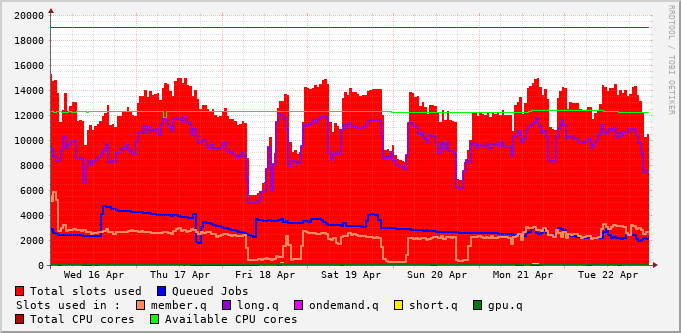 20000
18000
16000
14000
12000
10000
8000
6000
4000
2000
0
Wed 16 Apr Thu 17 Apr Fri 18 Apr Sat 19 Apr Sun 20 Apr Mon 21 Apr Tue 22 Apr
Total slots used Queued Jobs
Slots used in : member.q long.q ondemand.q short.q gpu.q
Total CPU cores Available CPU cores
RRDTOOL / TOBI OETIKER